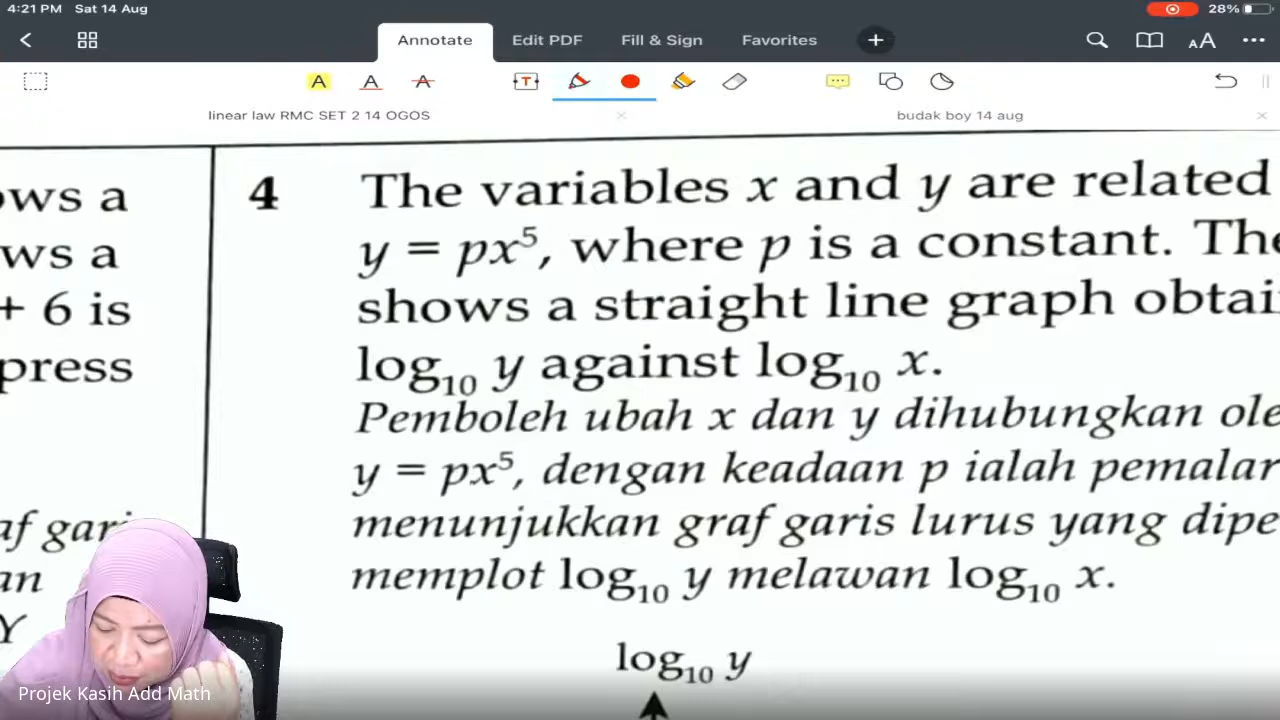 4:21 PM Sat 14 Aug
28%
Annotate Edit PDF Fill & Sign Favorites
AA
A A A T
linear law RMC SET 2 14 OGOS
budak boy 14 aug
ows a
ws a
+ 6 is
press
af garis
an
Y
4 The variables x and y are related
y = px⁵, where p is a constant. The
shows a straight line graph obtai
log₁₀ y against log₁₀ x.
Pemboleh ubah x dan y dihubungkan ole
y = px⁵, dengan keadaan p ialah pemalar
menunjukkan graf garis lurus yang dipe
memplot log₁₀ y melawan log₁₀ x.
log₁₀ y
Projek Kasih Add Math